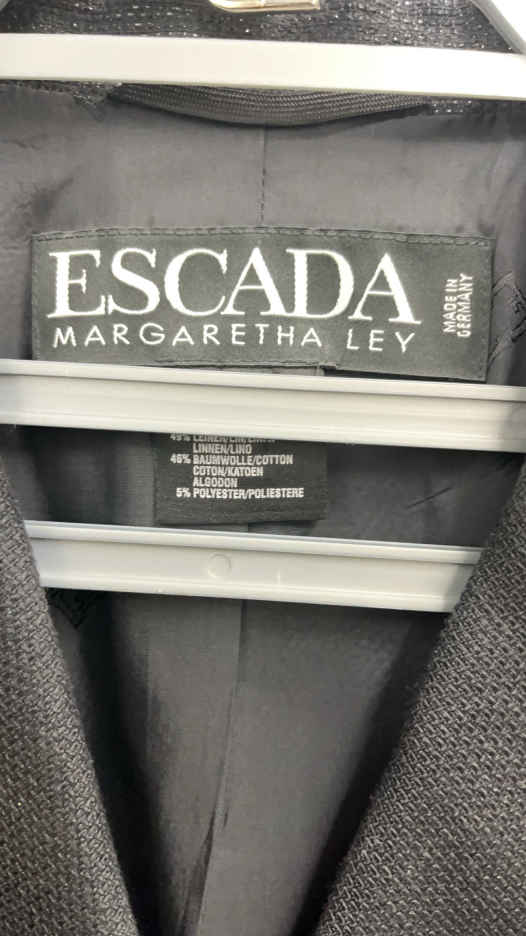 ESCADA
MARGARETHA LEY
MADE IN
GERMANY
LINNEN/LINO
46% BAUMWOLLE/COTTON
COTON/KATOEN
ALGODON
5% POLYESTER/POLIESTERE